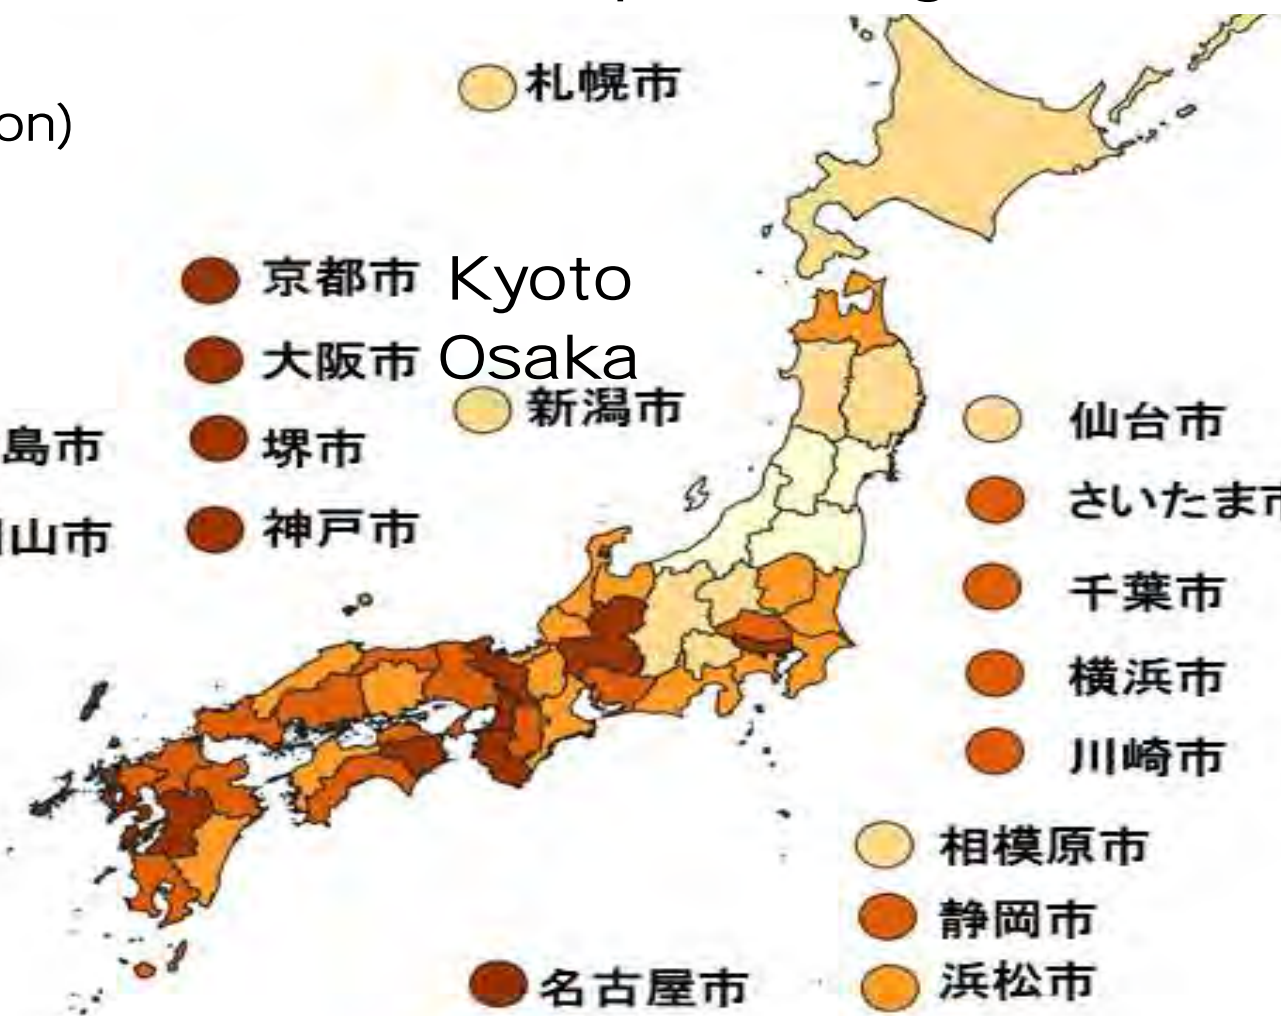 on)
札幌市
京都市 Kyoto
大阪市 Osaka
新潟市
島市
堺市
山市
神戸市
仙台市
さいたま市
千葉市
横浜市
川崎市
相模原市
静岡市
浜松市
名古屋市